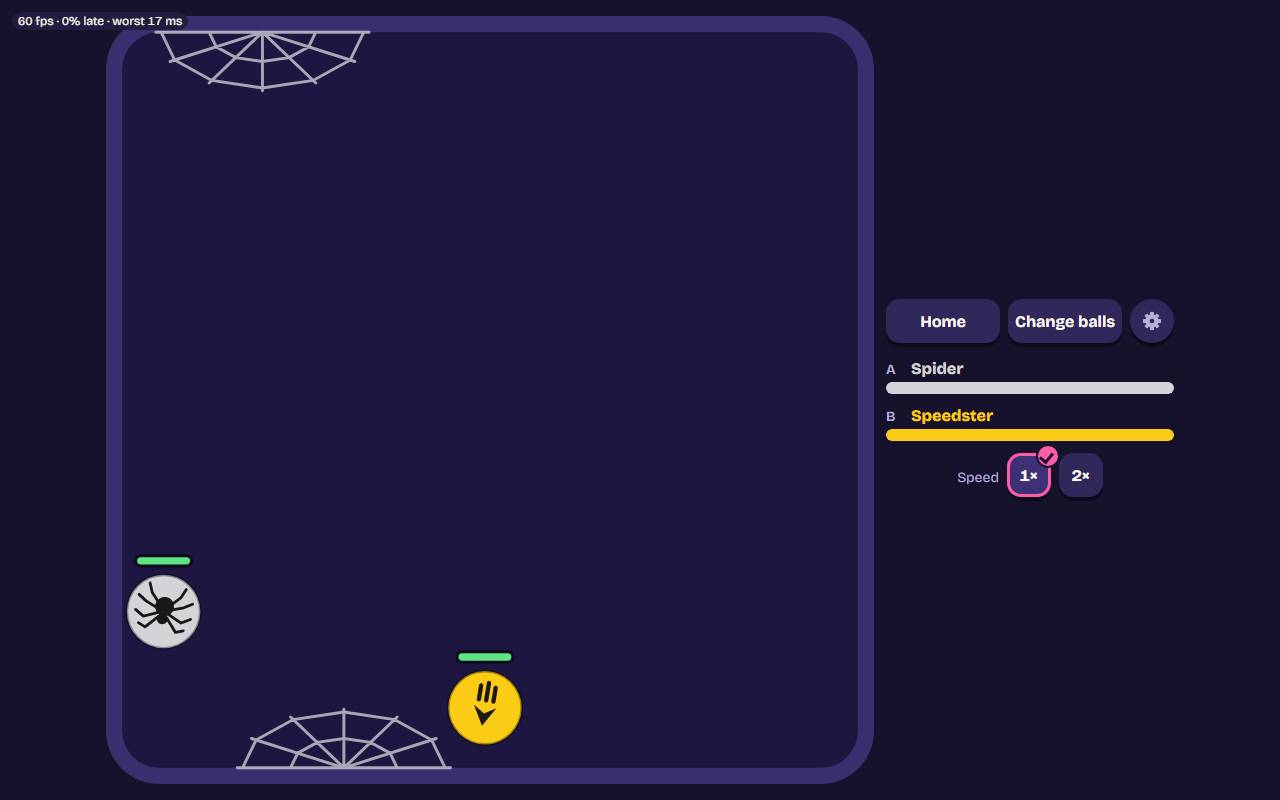 60 fps · 0% late · worst 17 ms
Home
Change balls
A Spider
B Speedster
Speed 1× 2×